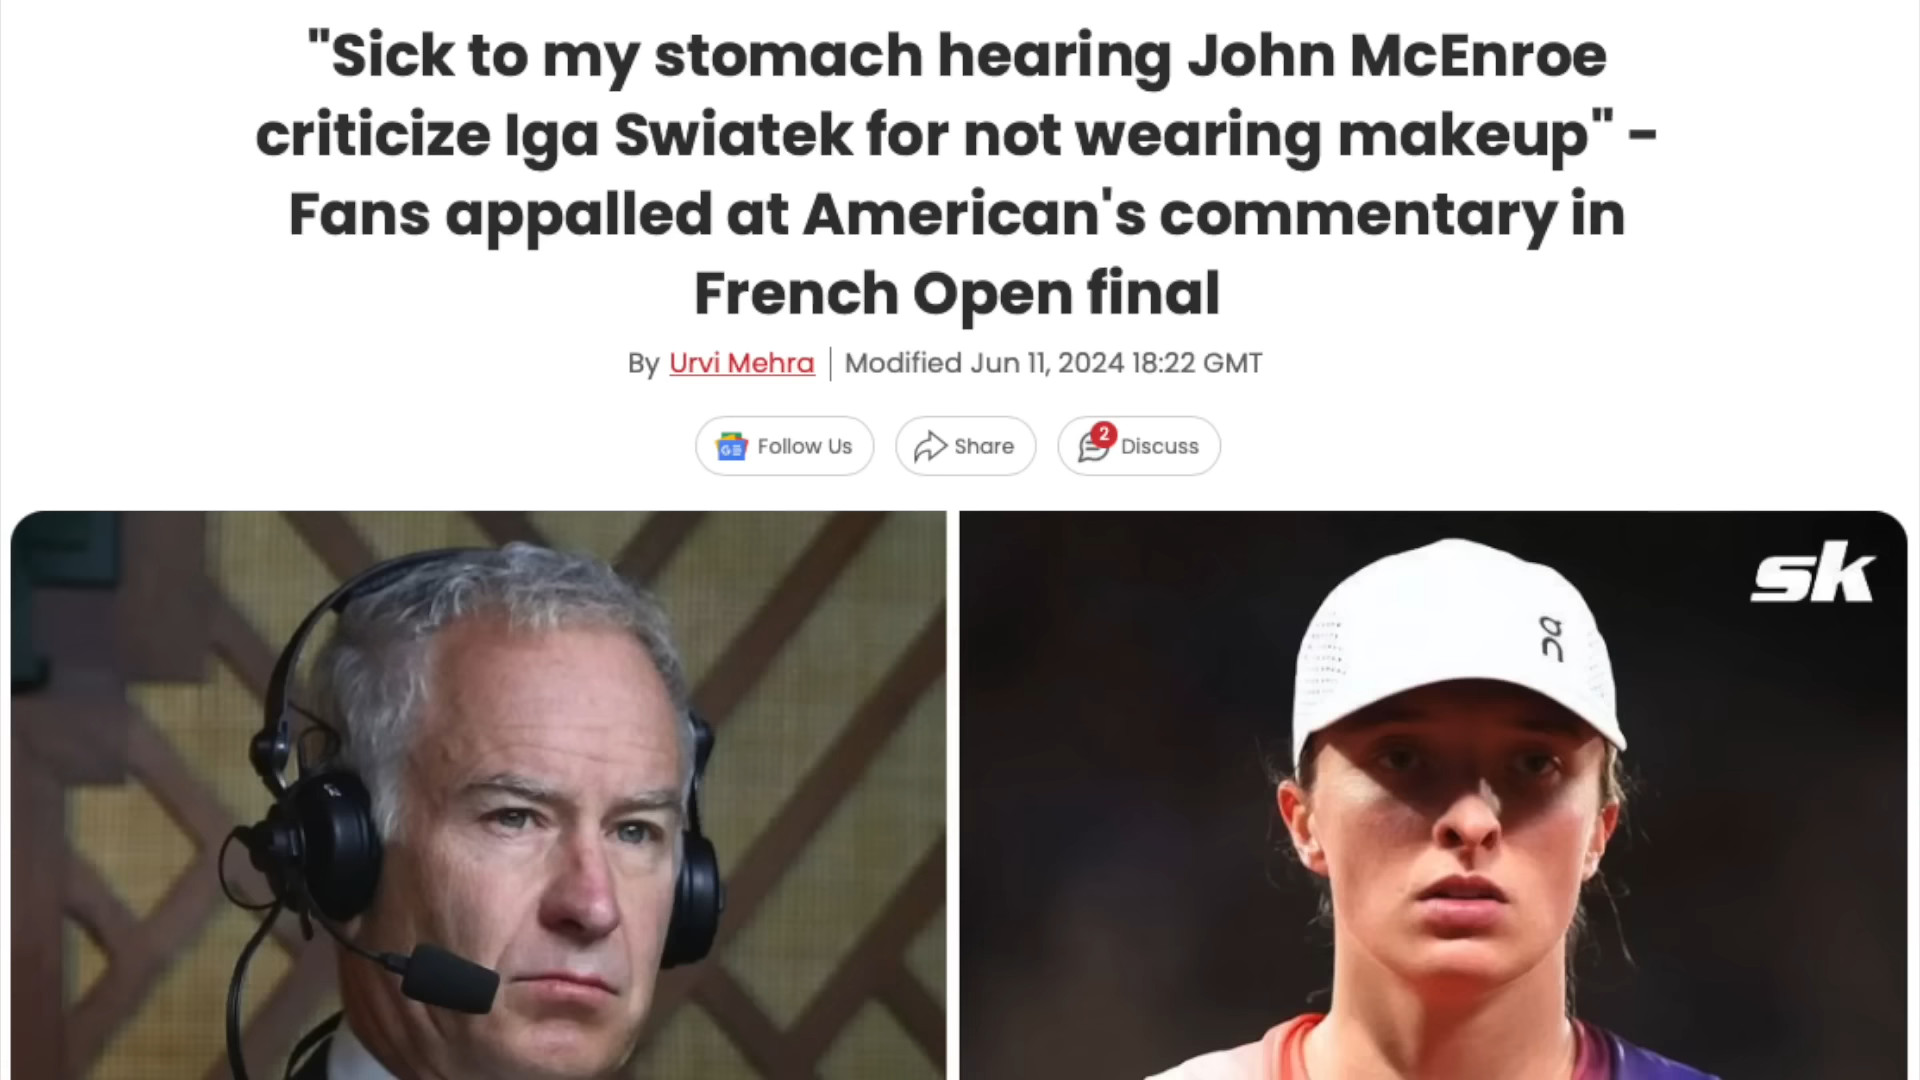 "Sick to my stomach hearing John McEnroe
criticize Iga Swiatek for not wearing makeup" -
Fans appalled at American's commentary in
French Open final
By Urvi Mehra | Modified Jun 11, 2024 18:22 GMT
GE Follow Us Share 2 Discuss
sk